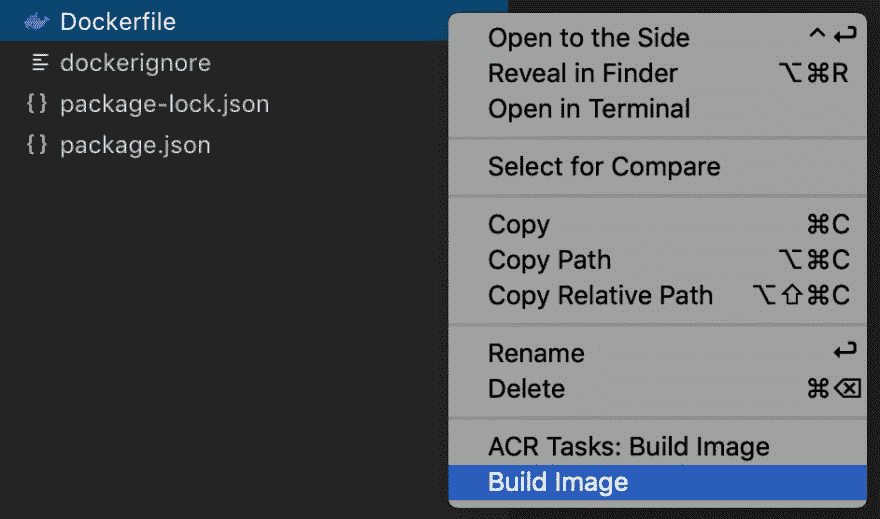 Dockerfile
dockerignore
{} package-lock.json
{} package.json
Open to the Side ^↩
Reveal in Finder ⌥⌘R
Open in Terminal
Select for Compare
Copy ⌘C
Copy Path ⌥⌘C
Copy Relative Path ⌥⇧⌘C
Rename ↩
Delete ⌘⌫
ACR Tasks: Build Image
Build Image